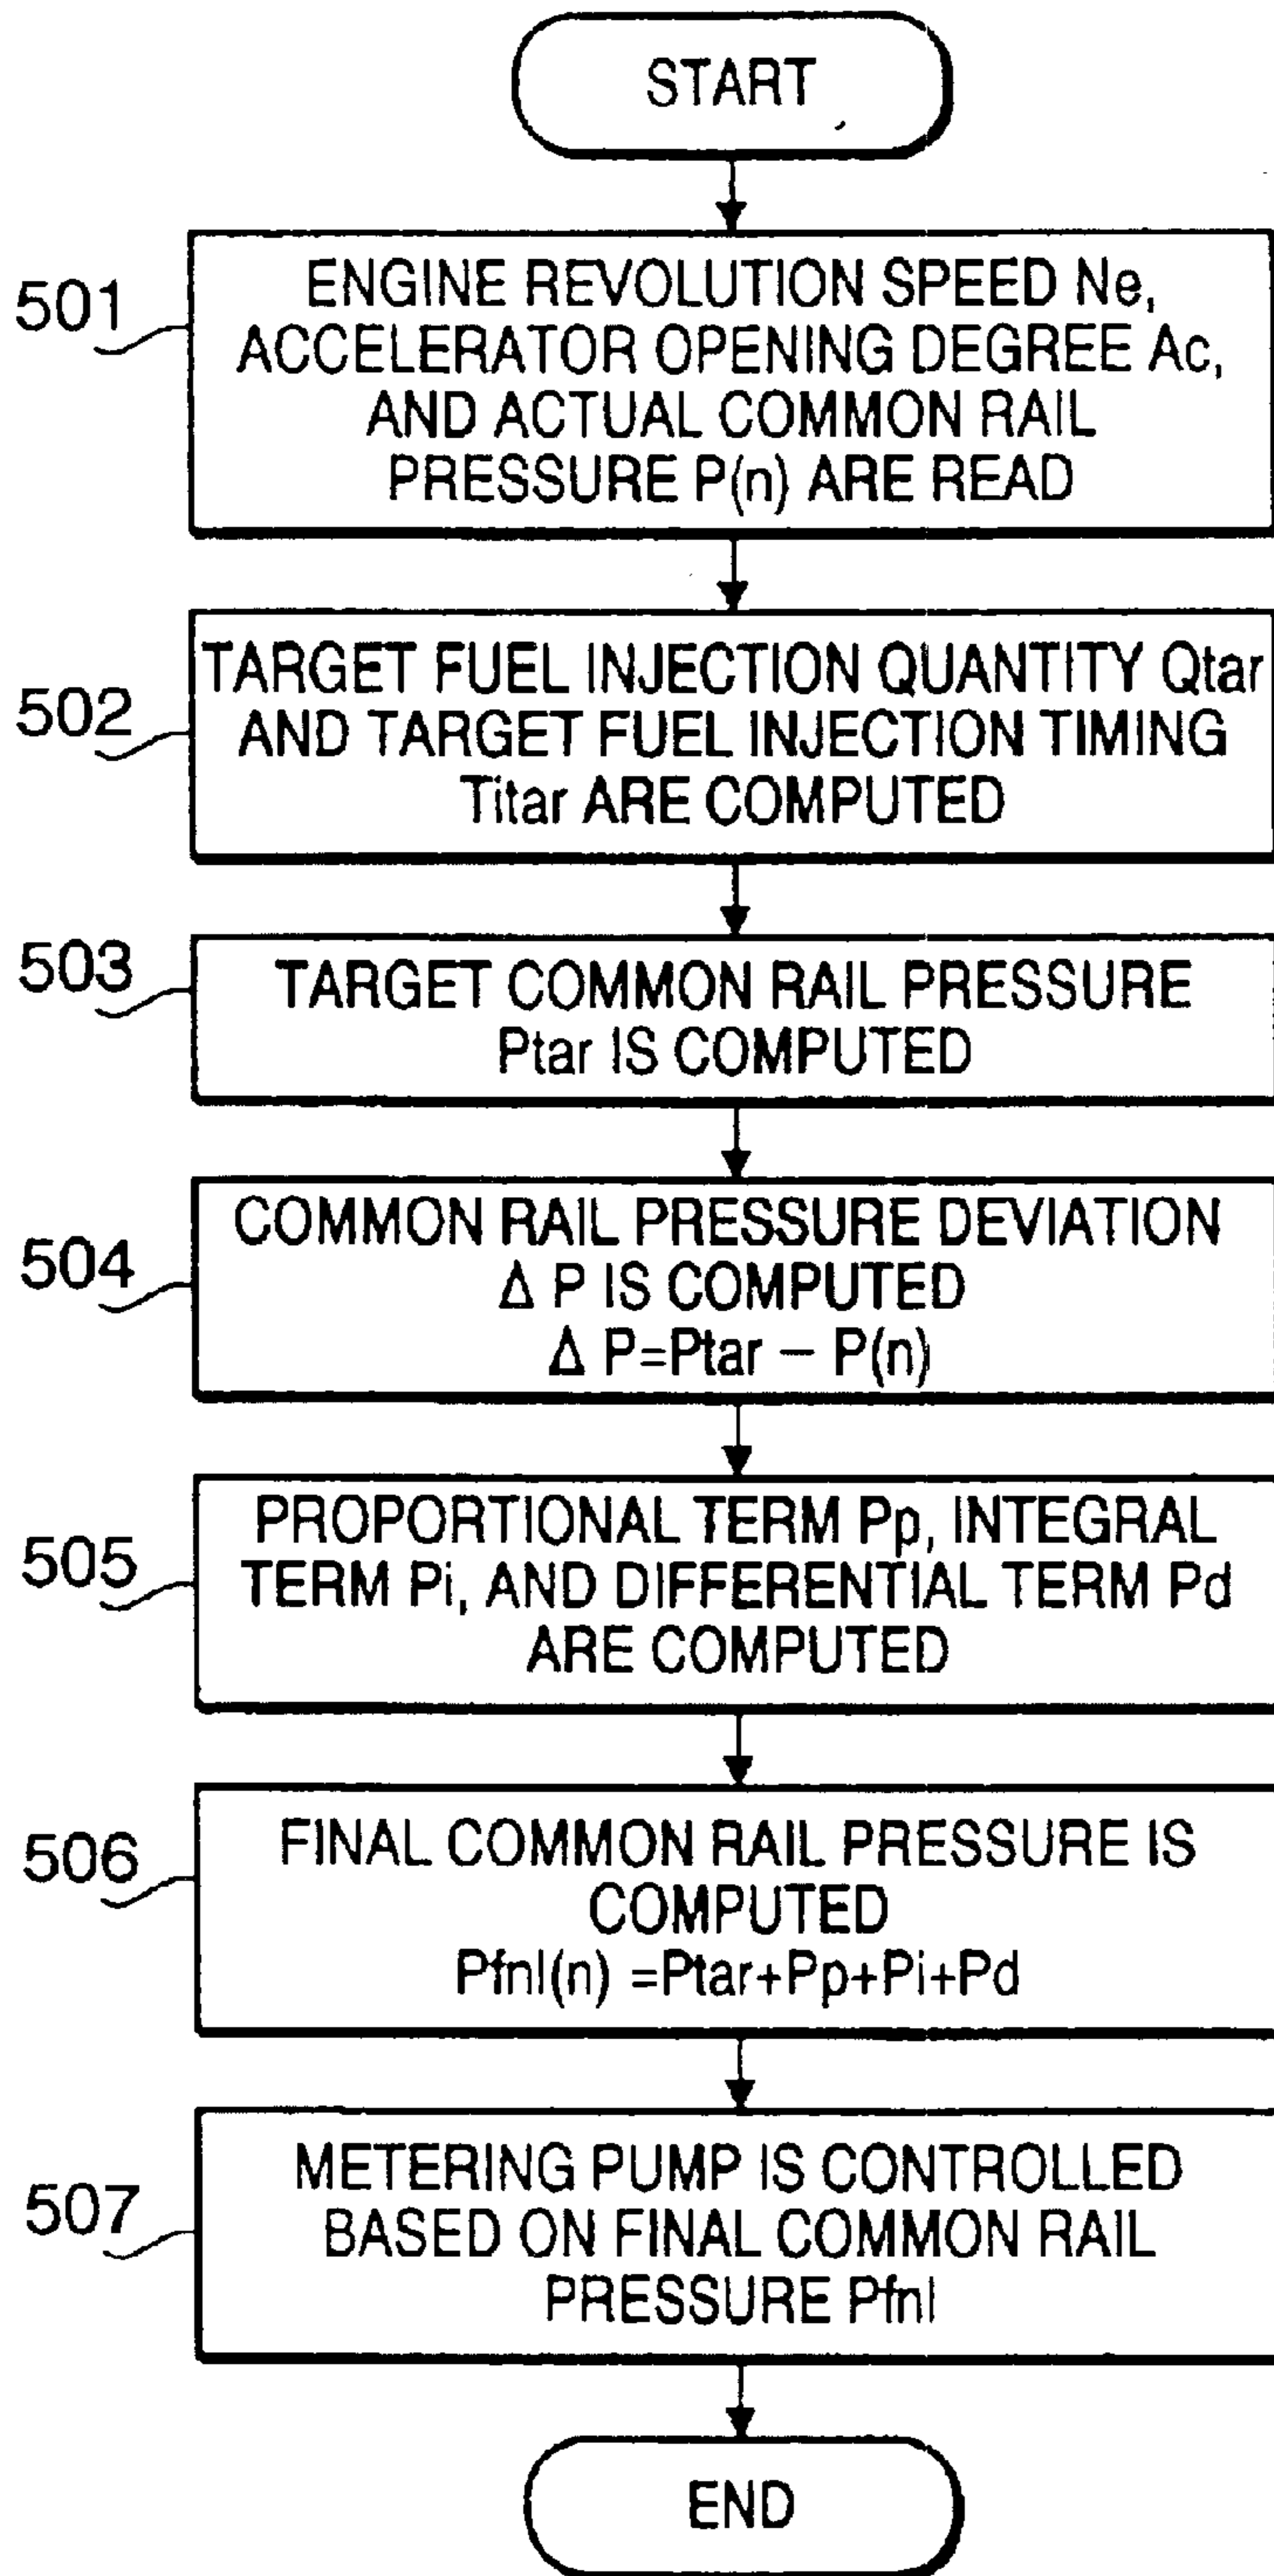 START
501
ENGINE REVOLUTION SPEED Ne,
ACCELERATOR OPENING DEGREE Ac,
AND ACTUAL COMMON RAIL
PRESSURE P(n) ARE READ
502
TARGET FUEL INJECTION QUANTITY Qtar
AND TARGET FUEL INJECTION TIMING
Titar ARE COMPUTED
503
TARGET COMMON RAIL PRESSURE
Ptar IS COMPUTED
504
COMMON RAIL PRESSURE DEVIATION
Δ P IS COMPUTED
Δ P=Ptar − P(n)
505
PROPORTIONAL TERM Pp, INTEGRAL
TERM Pi, AND DIFFERENTIAL TERM Pd
ARE COMPUTED
506
FINAL COMMON RAIL PRESSURE IS
COMPUTED
Pfnl(n) =Ptar+Pp+Pi+Pd
507
METERING PUMP IS CONTROLLED
BASED ON FINAL COMMON RAIL
PRESSURE Pfnl
END